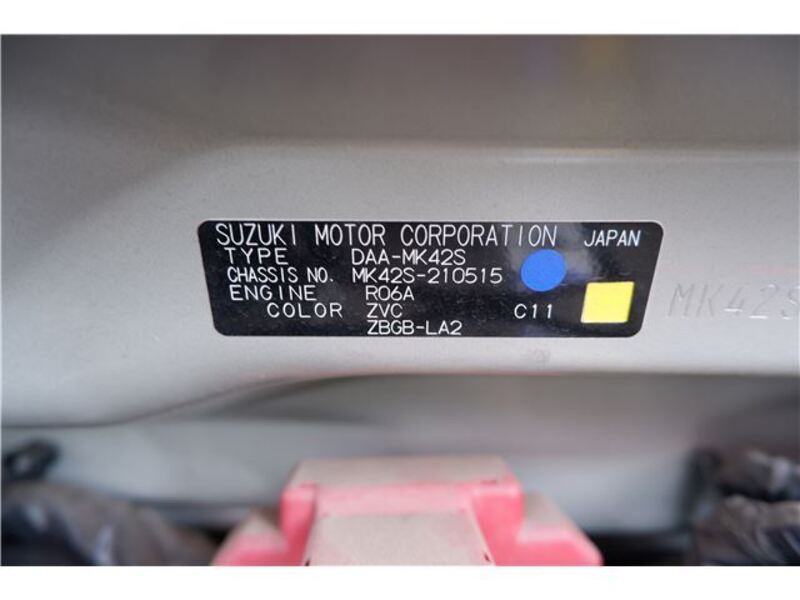 SUZUKI MOTOR CORPORATION JAPAN
TYPE DAA-MK42S
CHASSIS NO. MK42S-210515
ENGINE R06A
COLOR ZVC C11
ZBGB-LA2
MK42S